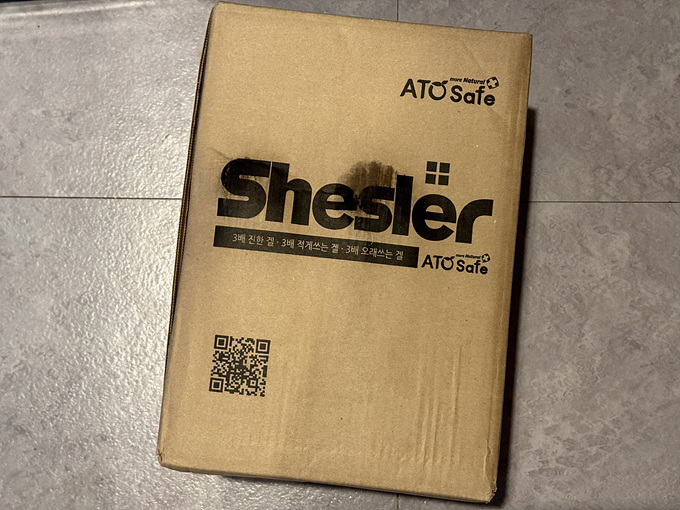 more Natural
ATO Safe
Shesler
3배 진한 겔 · 3배 적게쓰는 겔 · 3배 오래쓰는 겔
more Natural
ATO Safe